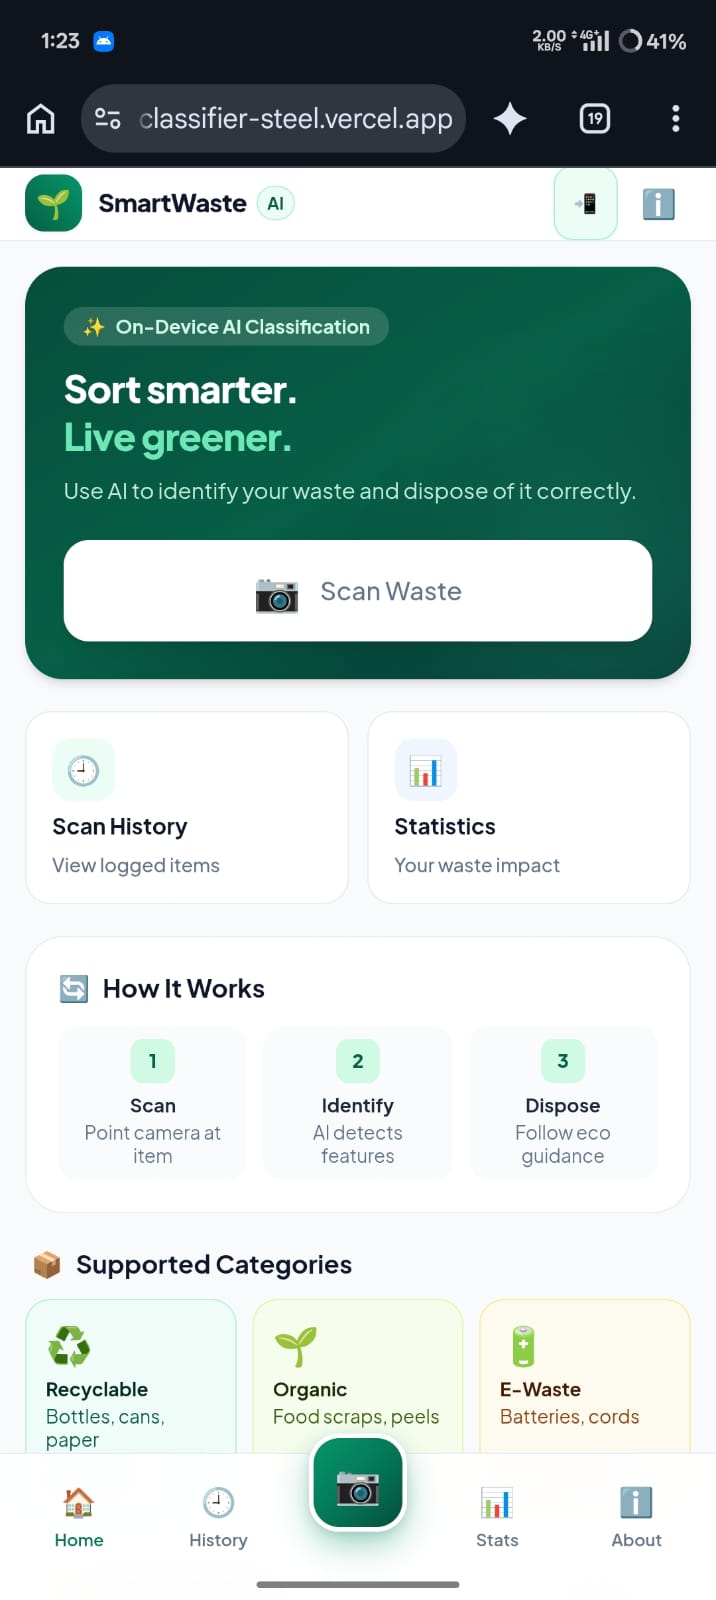 1:23
2.00 KB/S 4G+ 41%
classifier-steel.vercel.app
19
SmartWaste AI
On-Device AI Classification
Sort smarter.
Live greener.
Use AI to identify your waste and dispose of it correctly.
Scan Waste
Scan History
View logged items
Statistics
Your waste impact
How It Works
1
Scan
Point camera at
item
2
Identify
AI detects
features
3
Dispose
Follow eco
guidance
Supported Categories
Recyclable
Bottles, cans,
paper
Organic
Food scraps, peels
E-Waste
Batteries, cords
Home
History
Stats
About